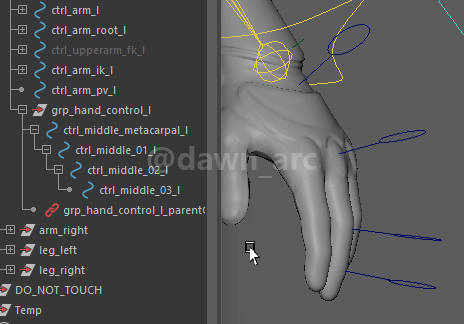 ctrl_arm_l
ctrl_arm_root_l
ctrl_upperarm_fk_l
ctrl_arm_ik_l
ctrl_arm_pv_l
grp_hand_control_l
ctrl_middle_metacarpal_l
ctrl_middle_01_l
ctrl_middle_02_l
@dawn_arc
ctrl_middle_03_l
grp_hand_control_l_parentC
arm_right
leg_left
leg_right
DO_NOT_TOUCH
Temp